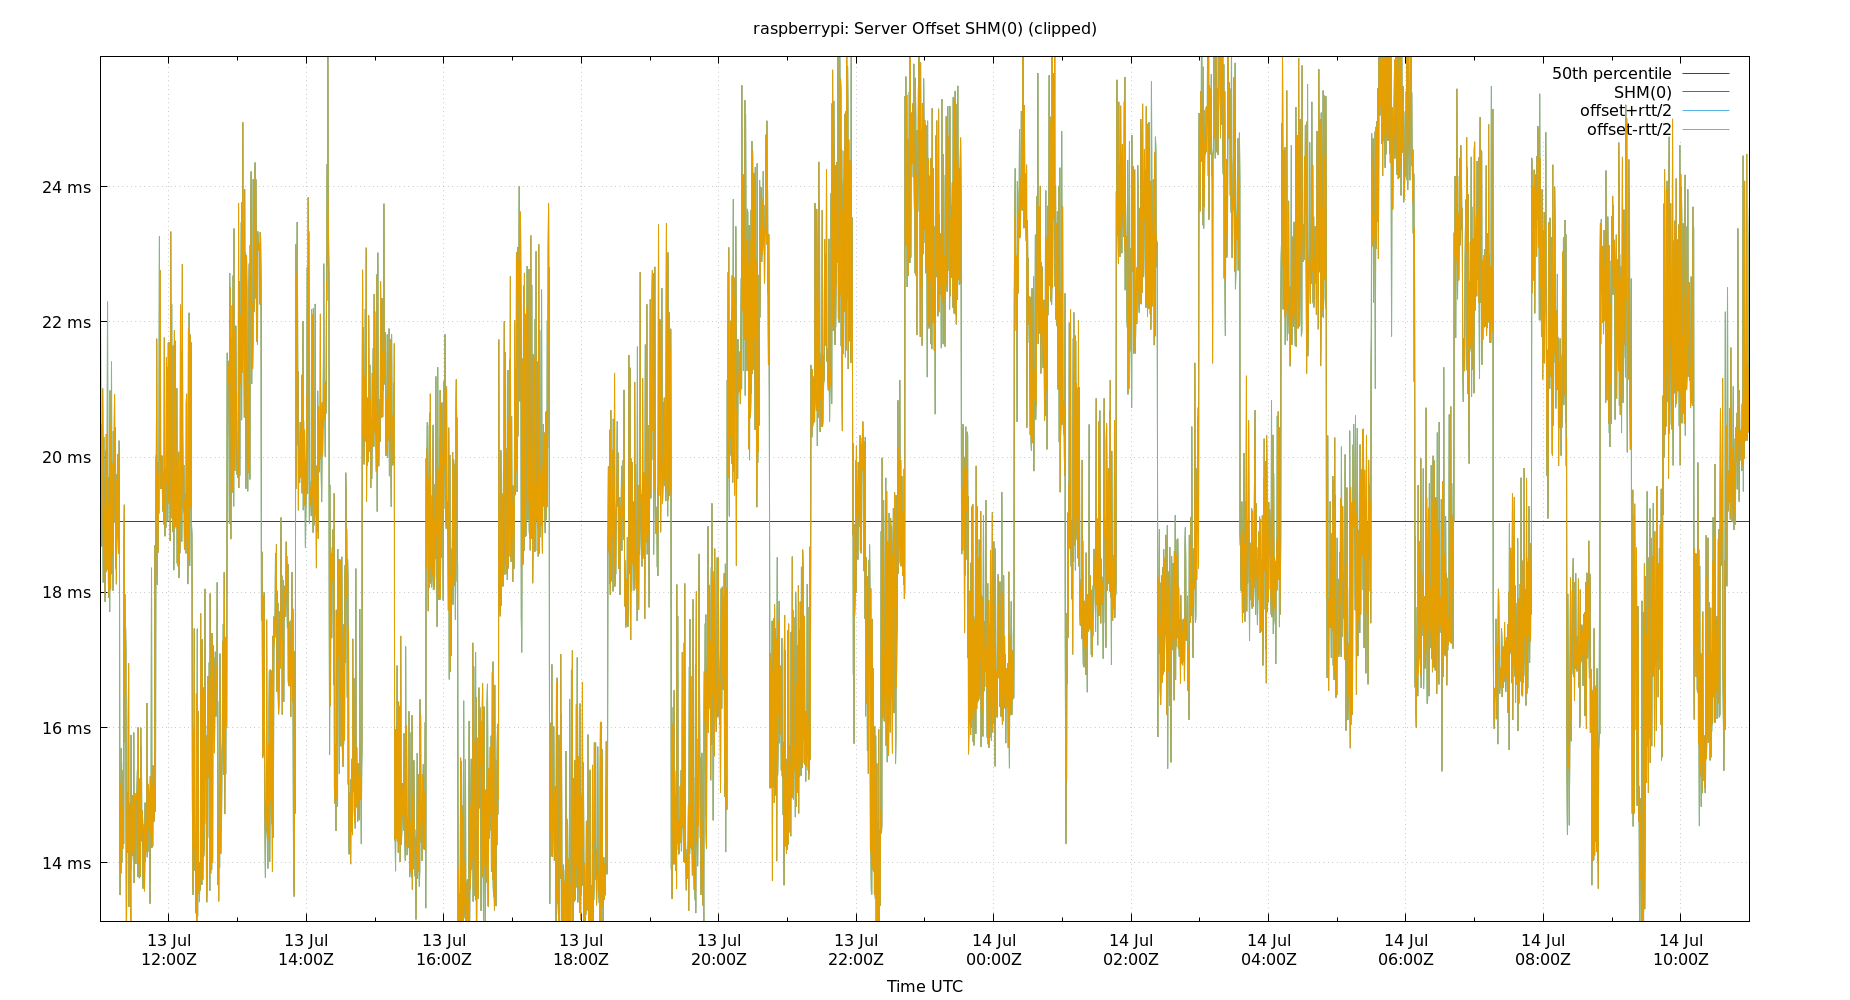 raspberrypi: Server Offset SHM(0) (clipped)
50th percentile
SHM(0)
offset+rtt/2
offset-rtt/2
24 ms
22 ms
20 ms
18 ms
16 ms
14 ms
13 Jul 13 Jul 13 Jul 13 Jul 13 Jul 13 Jul 14 Jul 14 Jul 14 Jul 14 Jul 14 Jul 14 Jul
12:00Z 14:00Z 16:00Z 18:00Z 20:00Z 22:00Z 00:00Z 02:00Z 04:00Z 06:00Z 08:00Z 10:00Z
Time UTC